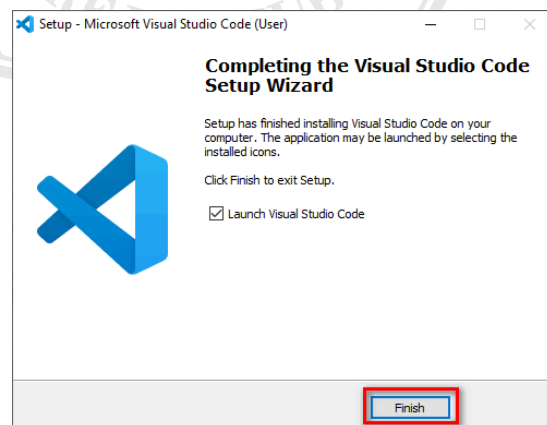 Setup - Microsoft Visual Studio Code (User)
Completing the Visual Studio Code
Setup Wizard
Setup has finished installing Visual Studio Code on your
computer. The application may be launched by selecting the
installed icons.
Click Finish to exit Setup.
Launch Visual Studio Code
Finish